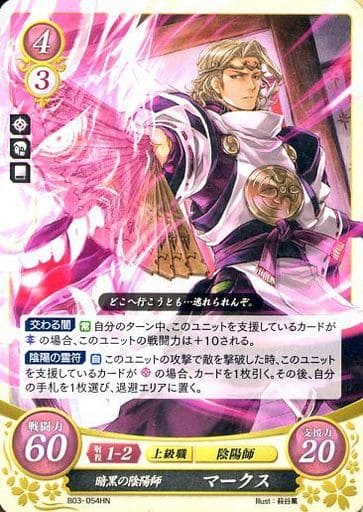 4
3
どこへ行こうとも…逃れられんぞ。
交わる闇 常 自分のターン中、このユニットを支援しているカードが
の場合、このユニットの戦闘力は+10される。
陰陽の霊符 自 このユニットの攻撃で敵を撃破した時、このユニット
を支援しているカードが の場合、カードを1枚引く。その後、自分
の手札を1枚選び、退避エリアに置く。
戦闘力
60
射程 1-2
上級職
陰陽師
支援力
20
暗黒の陰陽師 マークス
B03-054HN
Illust:萩谷薫